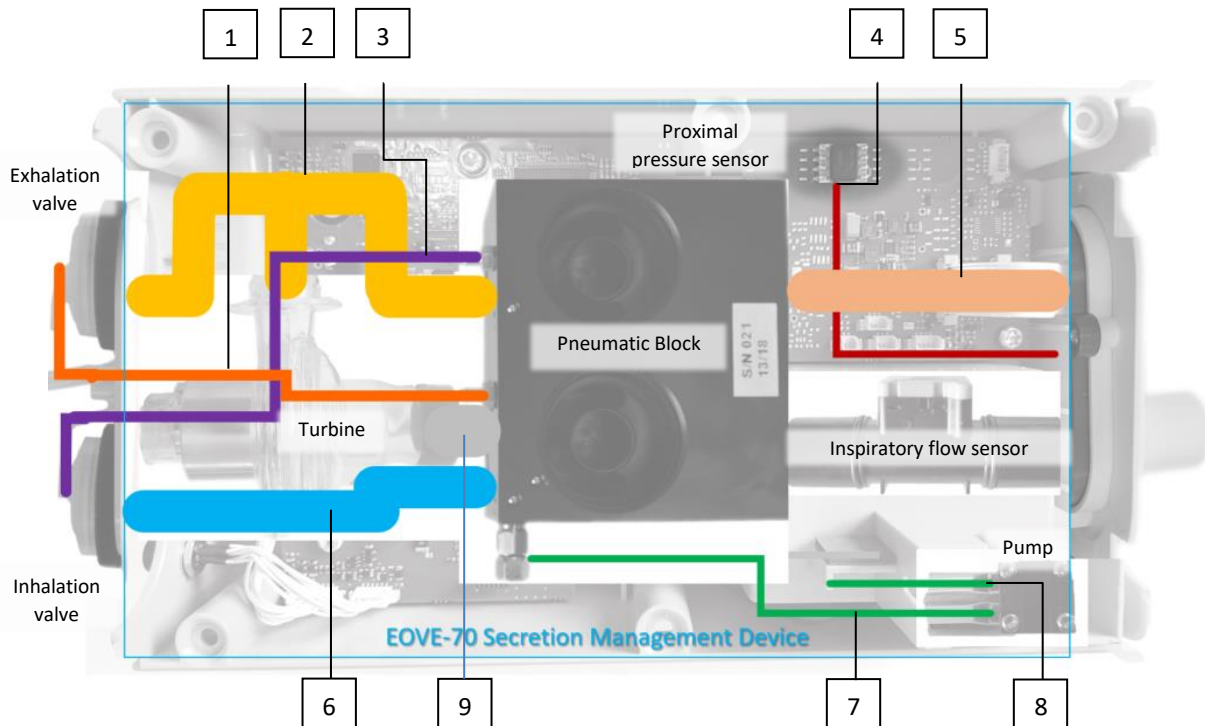 1
2
3
4
5
Proximal
pressure sensor
Exhalation
valve
Pneumatic Block
S/N 021
13/18
Turbine
Inspiratory flow sensor
Pump
Inhalation
valve
EOVE-70 Secretion Management Device
6
9
7
8